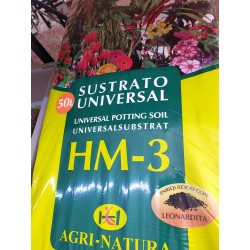 SUSTRATO
50l
UNIVERSAL
UNIVERSAL POTTING SOIL
UNIVERSALSUBSTRAT
HM-3
ENRIQUECIDO CON
LEONARDITA
AGRI-NATURA